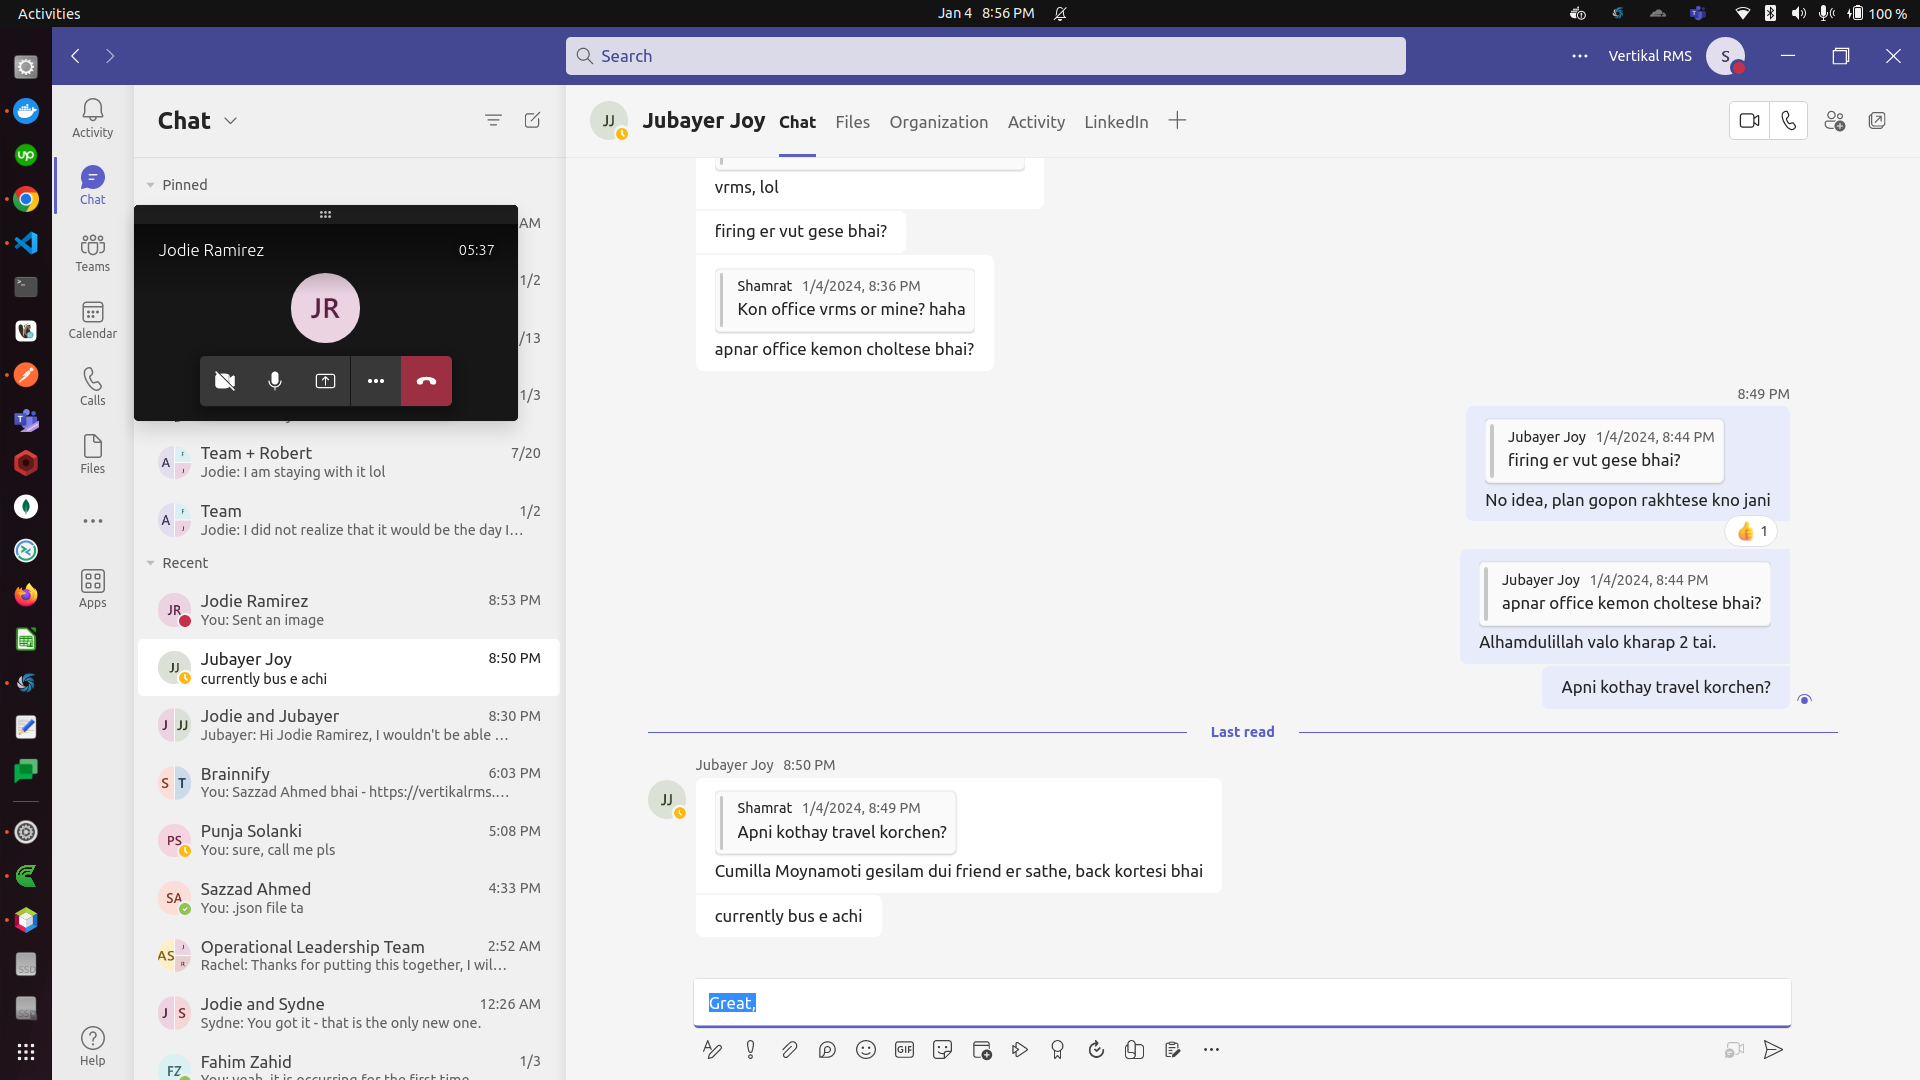 Activities
Jan 4 8:56 PM
100 %
Search
Vertikal RMS
S
Activity
Chat
Teams
Calendar
Calls
Files
Apps
Help
Chat
Pinned
AM
1/2
/13
1/3
Jodie Ramirez
05:37
JR
Team + Robert
7/20
Jodie: I am staying with it lol
Team
1/2
Jodie: I did not realize that it would be the day I...
Recent
JR
Jodie Ramirez
8:53 PM
You: Sent an image
JJ
Jubayer Joy
8:50 PM
currently bus e achi
J JJ
Jodie and Jubayer
8:30 PM
Jubayer: Hi Jodie Ramirez, I wouldn't be able ...
S T
Brainnify
6:03 PM
You: Sazzad Ahmed bhai - https://vertikalrms....
PS
Punja Solanki
5:08 PM
You: sure, call me pls
SA
Sazzad Ahmed
4:33 PM
You: .json file ta
AS
Operational Leadership Team
2:52 AM
Rachel: Thanks for putting this together, I wil...
J S
Jodie and Sydne
12:26 AM
Sydne: You got it - that is the only new one.
FZ
Fahim Zahid
1/3
You: yeah, it is occurring for the first time
JJ
Jubayer Joy
Chat
Files
Organization
Activity
LinkedIn
vrms, lol
firing er vut gese bhai?
Shamrat 1/4/2024, 8:36 PM
Kon office vrms or mine? haha
apnar office kemon choltese bhai?
8:49 PM
Jubayer Joy 1/4/2024, 8:44 PM
firing er vut gese bhai?
No idea, plan gopon rakhtese kno jani
1
Jubayer Joy 1/4/2024, 8:44 PM
apnar office kemon choltese bhai?
Alhamdulillah valo kharap 2 tai.
Apni kothay travel korchen?
Last read
Jubayer Joy 8:50 PM
JJ
Shamrat 1/4/2024, 8:49 PM
Apni kothay travel korchen?
Cumilla Moynamoti gesilam dui friend er sathe, back kortesi bhai
currently bus e achi
Great,
GIF